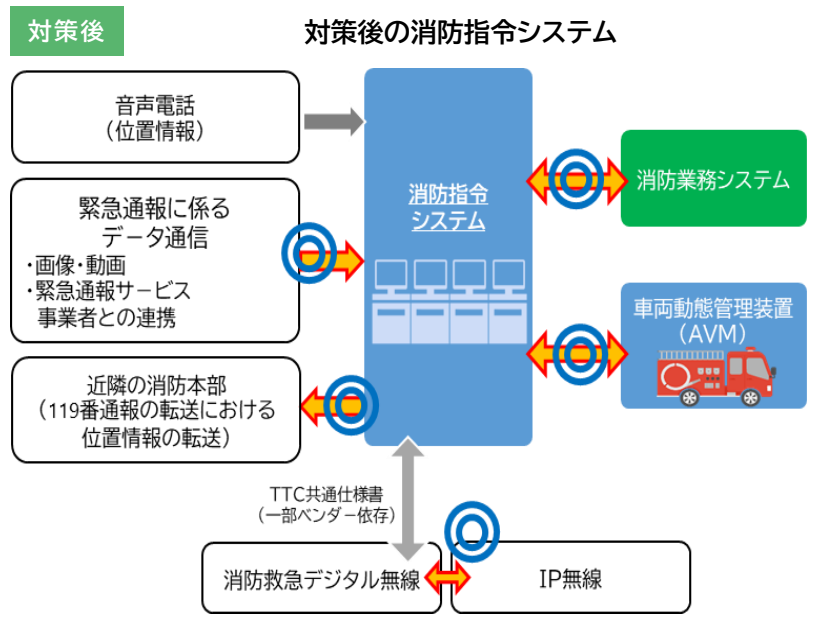 対策後
対策後の消防指令システム
音声電話
（位置情報）
緊急通報に係る
データ通信
・画像・動画
・緊急通報サービス
事業者との連携
近隣の消防本部
（119番通報の転送における
位置情報の転送）
消防指令
システム
消防業務システム
車両動態管理装置
（AVM）
TTC共通仕様書
（一部ベンダー依存）
消防救急デジタル無線
IP無線